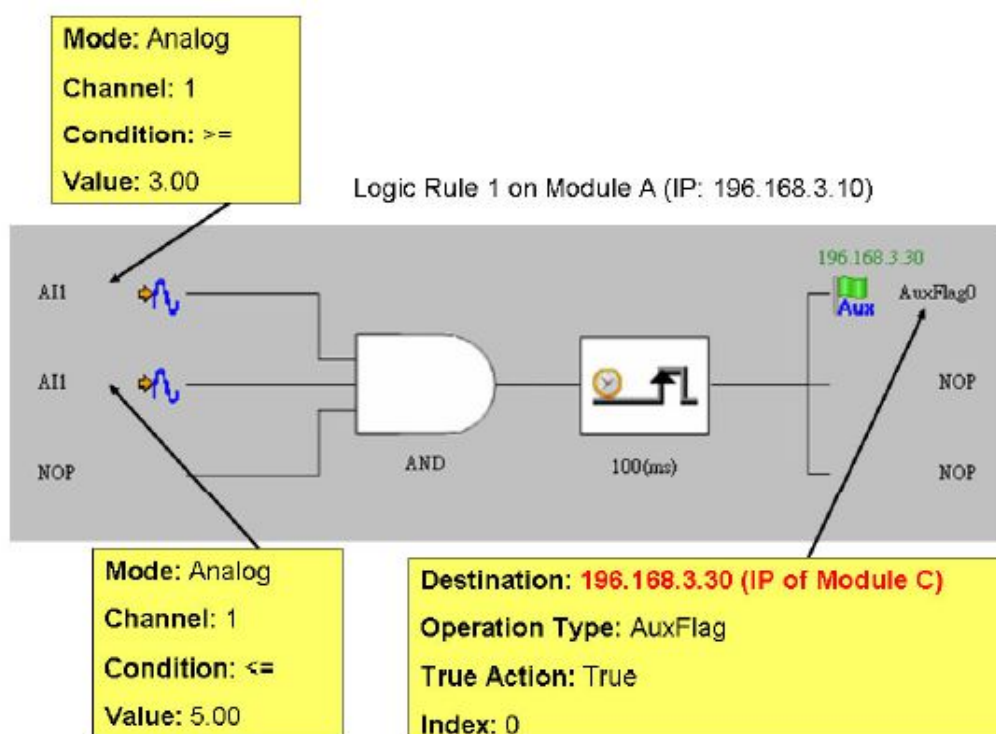 Mode: Analog
Channel: 1
Condition: >=
Value: 3.00
Logic Rule 1 on Module A (IP: 196.168.3.10)
196.168.3.30
AI1
Aux
AuxFlag0
AI1
NOP
NOP
AND
100(ms)
NOP
Mode: Analog
Channel: 1
Condition: <=
Value: 5.00
Destination: 196.168.3.30 (IP of Module C)
Operation Type: AuxFlag
True Action: True
Index: 0